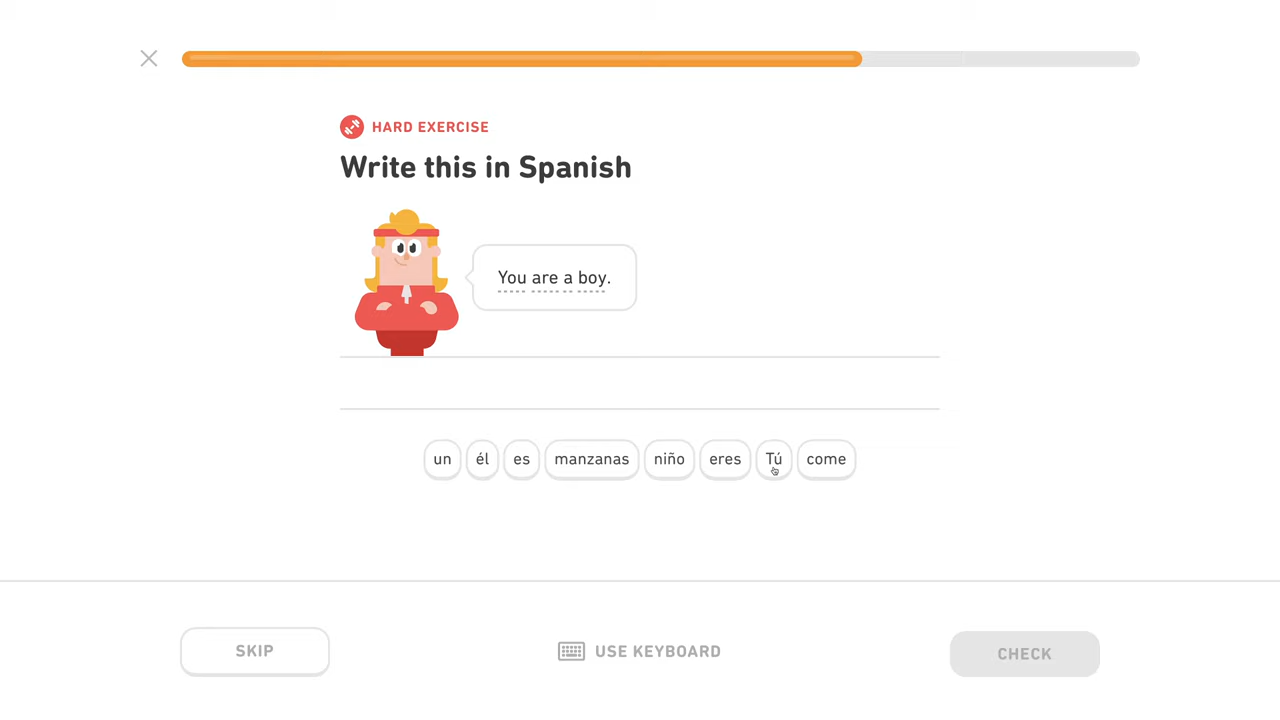 HARD EXERCISE
Write this in Spanish
You are a boy.
un él es manzanas niño eres Tú come
SKIP USE KEYBOARD CHECK